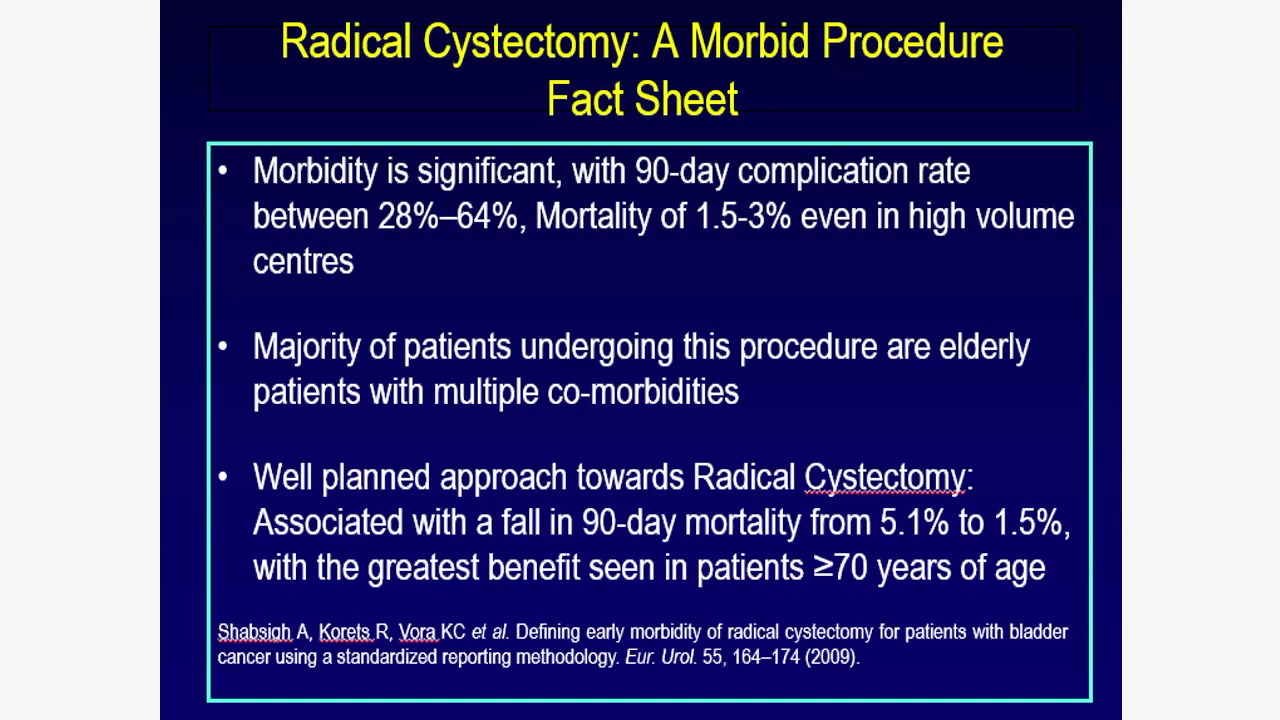 Radical Cystectomy: A Morbid Procedure
Fact Sheet
• Morbidity is significant, with 90-day complication rate
between 28%–64%, Mortality of 1.5-3% even in high volume
centres
• Majority of patients undergoing this procedure are elderly
patients with multiple co-morbidities
• Well planned approach towards Radical Cystectomy:
Associated with a fall in 90-day mortality from 5.1% to 1.5%,
with the greatest benefit seen in patients ≥70 years of age
Shabsigh A, Korets R, Vora KC et al. Defining early morbidity of radical cystectomy for patients with bladder
cancer using a standardized reporting methodology. Eur. Urol. 55, 164–174 (2009).